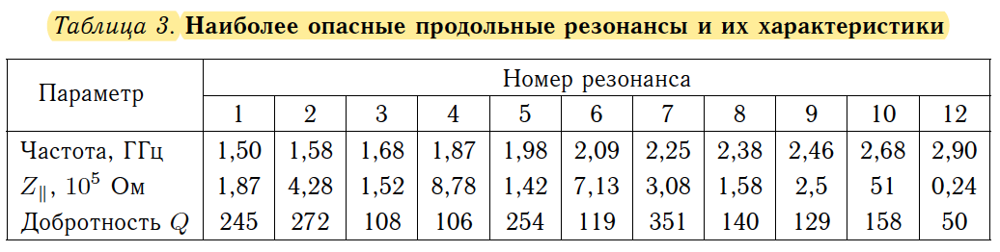 Таблица 3. Наиболее опасные продольные резонансы и их характеристики
Параметр Номер резонанса
1 2 3 4 5 6 7 8 9 10 12
Частота, ГГц 1,50 1,58 1,68 1,87 1,98 2,09 2,25 2,38 2,46 2,68 2,90
Z∥, 10⁵ Ом 1,87 4,28 1,52 8,78 1,42 7,13 3,08 1,58 2,5 51 0,24
Добротность Q 245 272 108 106 254 119 351 140 129 158 50